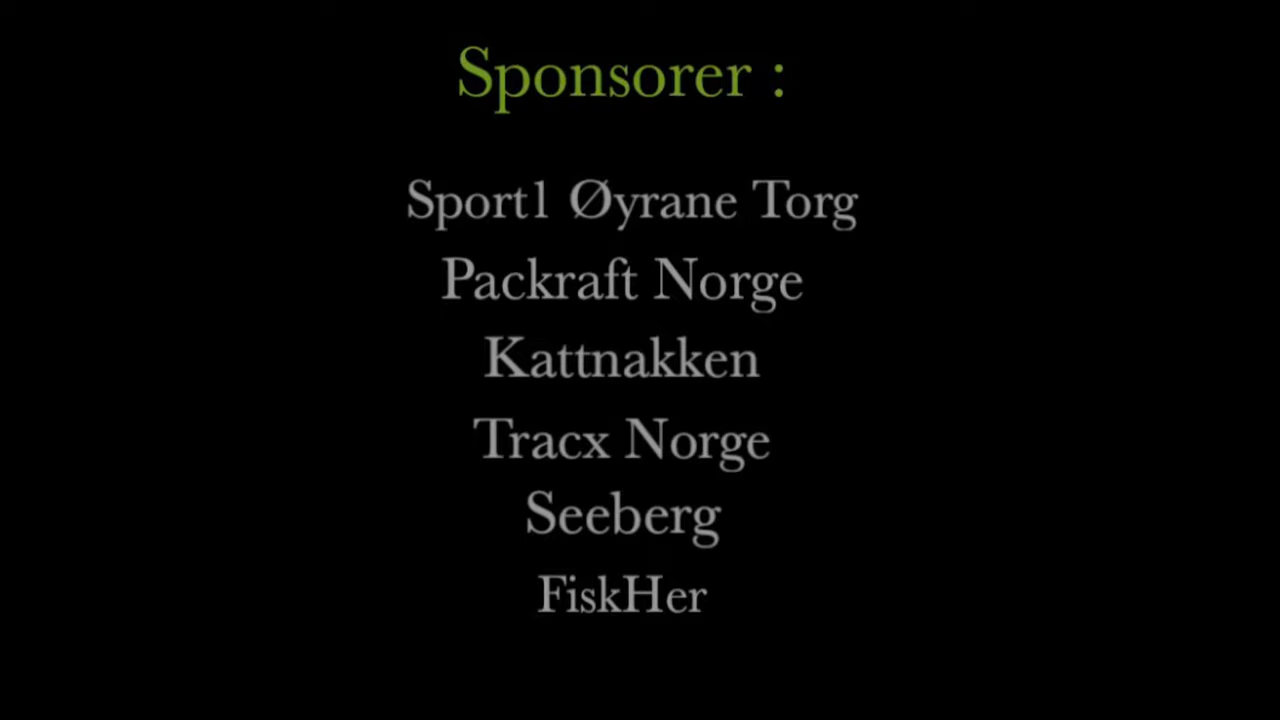 Sponsorer :
Sport1 Øyrane Torg
Packraft Norge
Kattnakken
Tracx Norge
Seeberg
FiskHer